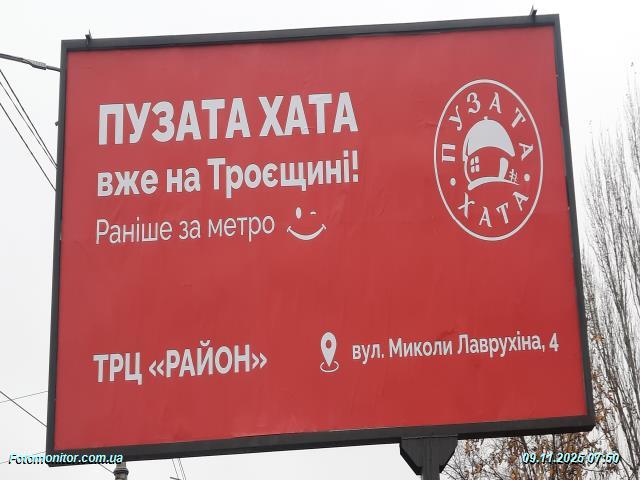 ПУЗАТА ХАТА
вже на Троєщині!
Раніше за метро
ПУЗАТА
ХАТА
ТРЦ «РАЙОН»
вул. Миколи Лаврухіна, 4
Fotomonitor.com.ua
09.11.2025 07:50